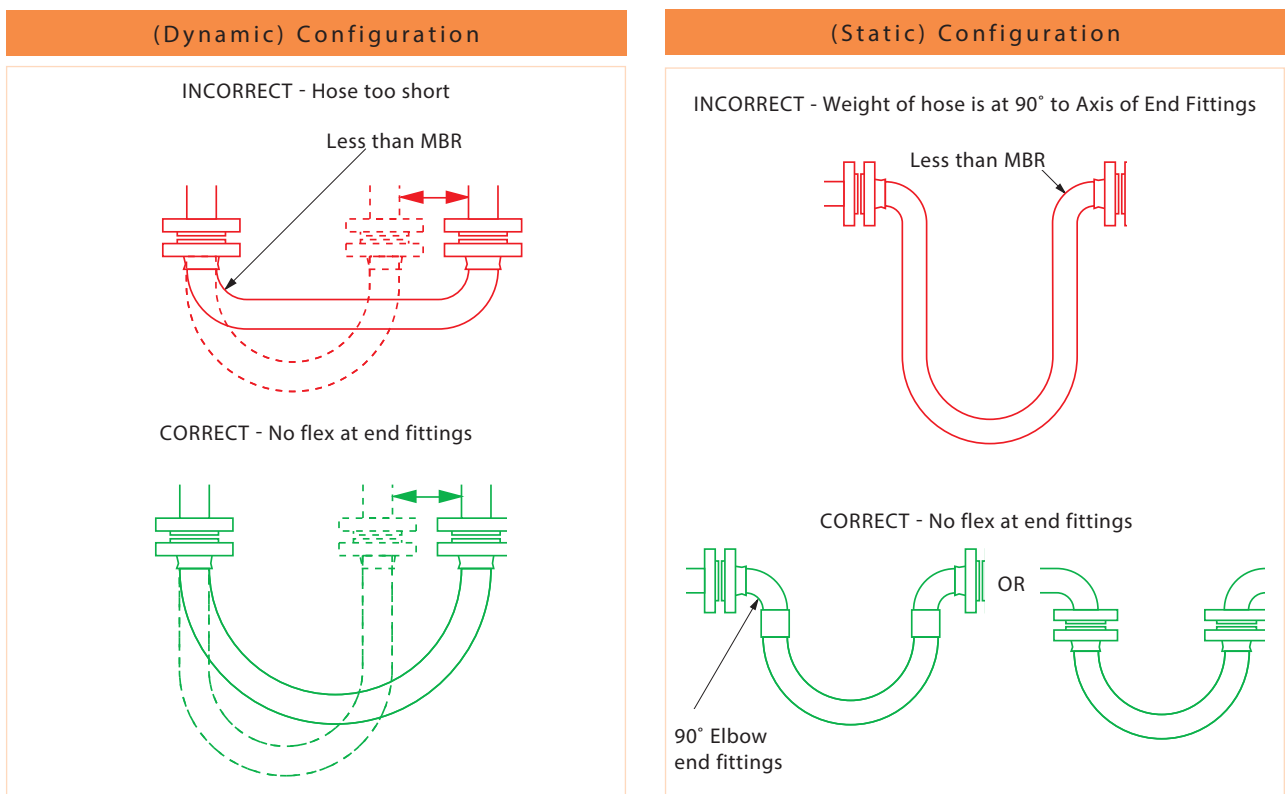 (Dynamic) Configuration
INCORRECT - Hose too short
Less than MBR
CORRECT - No flex at end fittings
(Static) Configuration
INCORRECT - Weight of hose is at 90˚ to Axis of End Fittings
Less than MBR
CORRECT - No flex at end fittings
OR
90˚ Elbow
end fittings